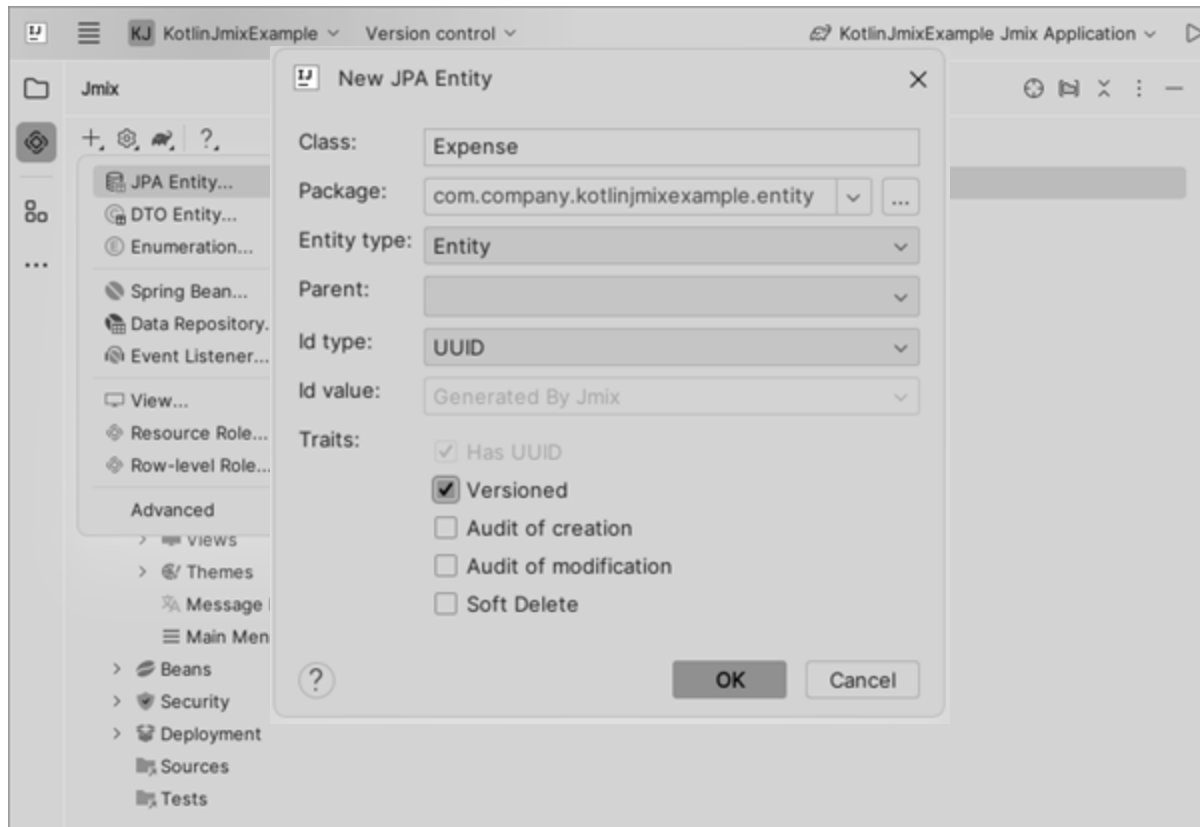 KJ KotlinJmixExample Version control KotlinJmixExample Jmix Application
Jmix
JPA Entity...
DTO Entity...
Enumeration...
Spring Bean...
Data Repository.
Event Listener...
View...
Resource Role...
Row-level Role...
Advanced
Views
Themes
Message
Main Men
Beans
Security
Deployment
Sources
Tests
New JPA Entity
Class: Expense
Package: com.company.kotlinjmixexample.entity ...
Entity type: Entity
Parent:
Id type: UUID
Id value: Generated By Jmix
Traits:
Has UUID
Versioned
Audit of creation
Audit of modification
Soft Delete
? OK Cancel